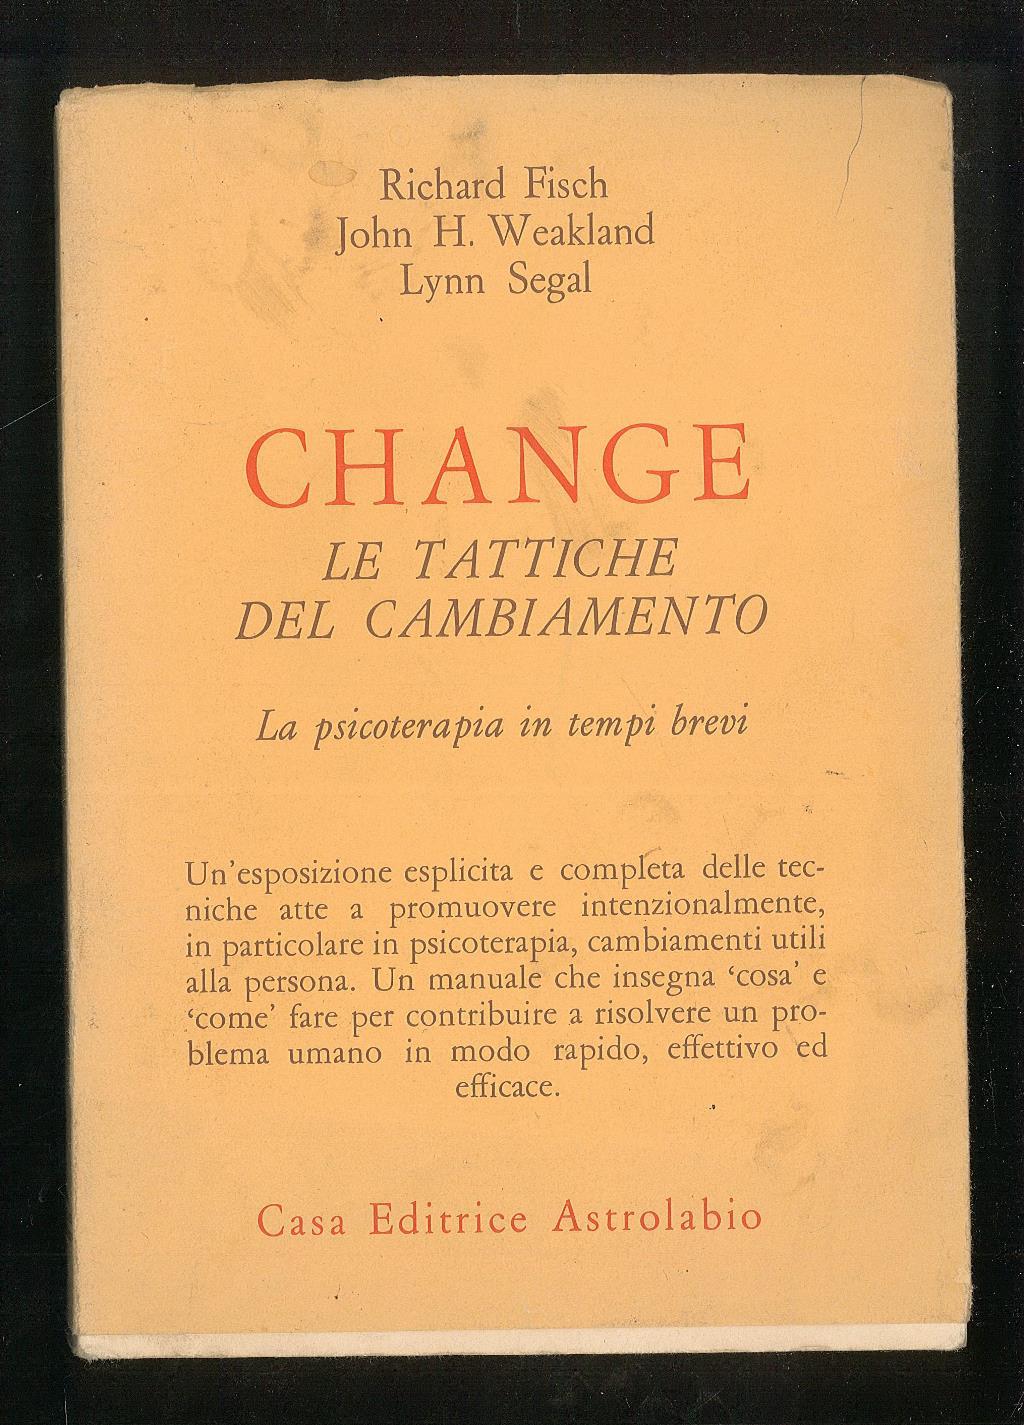 Richard Fisch
John H. Weakland
Lynn Segal
CHANGE
LE TATTICHE
DEL CAMBIAMENTO
La psicoterapia in tempi brevi
Un'esposizione esplicita e completa delle tec-
niche atte a promuovere intenzionalmente,
in particolare in psicoterapia, cambiamenti utili
alla persona. Un manuale che insegna ‘cosa’ e
‘come’ fare per contribuire a risolvere un pro-
blema umano in modo rapido, effettivo ed
efficace.
Casa Editrice Astrolabio